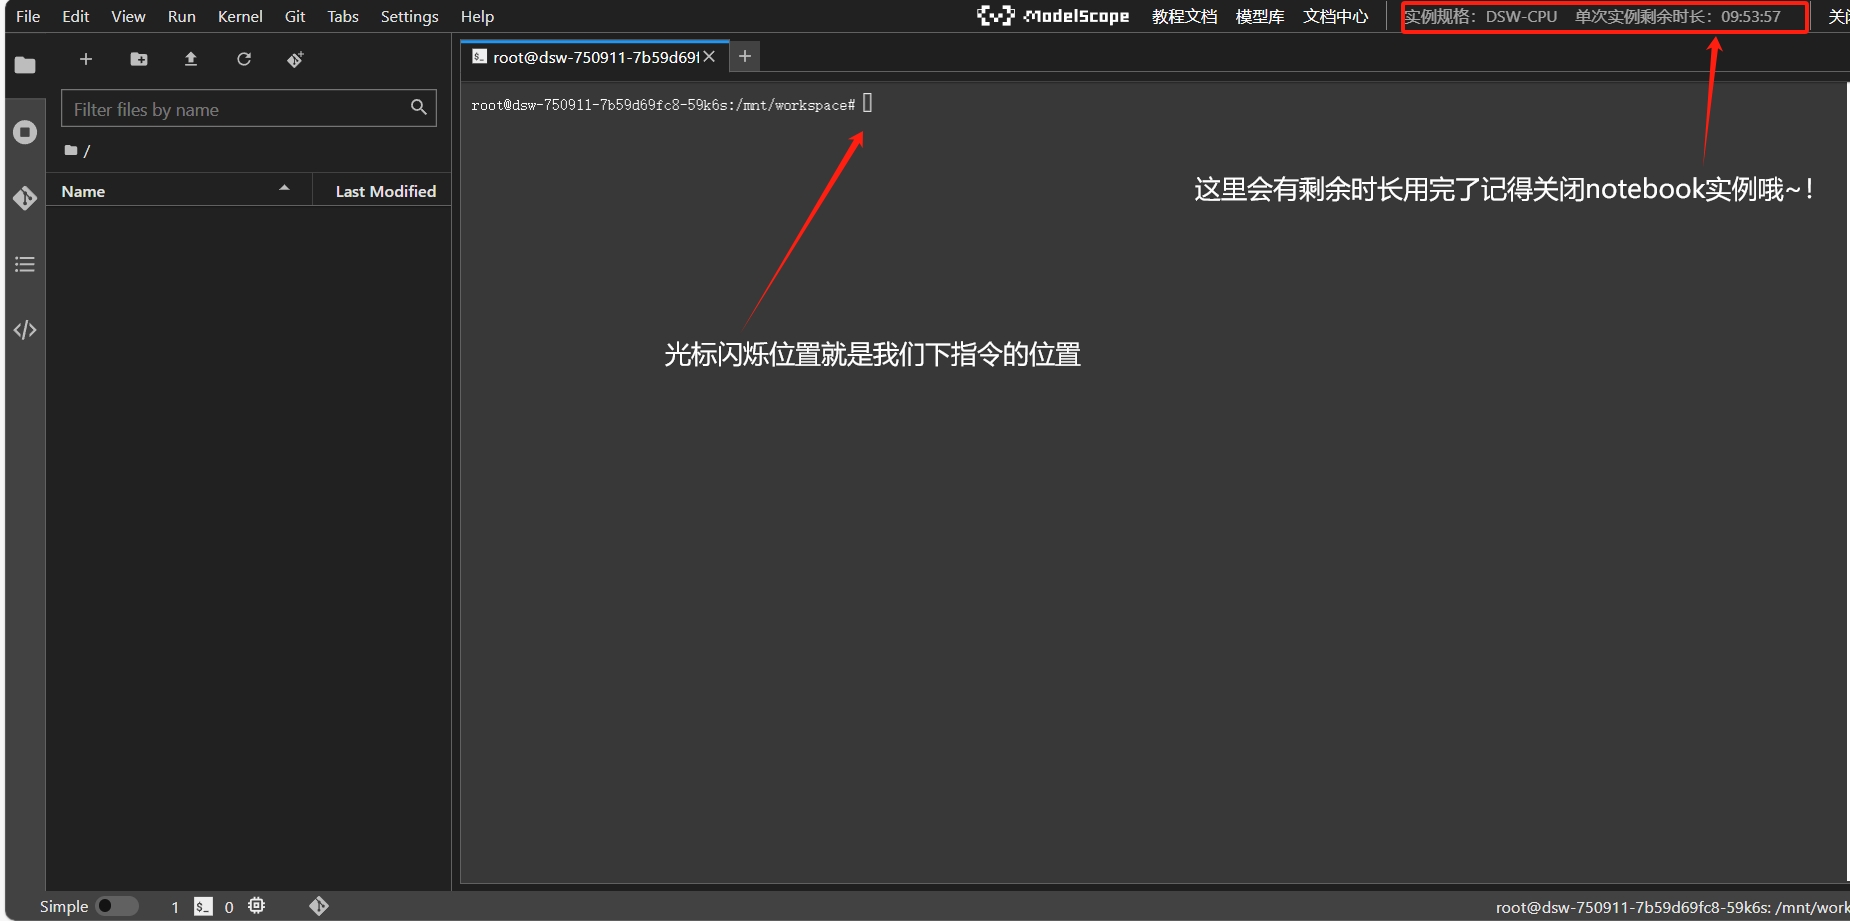 File Edit View Run Kernel Git Tabs Settings Help
ModelScope 教程文档 模型库 文档中心 实例规格：DSW-CPU 单次实例剩余时长：09:53:57 关闭
root@dsw-750911-7b59d69f
Filter files by name
/
Name Last Modified
root@dsw-750911-7b59d69fc8-59k6s:/mnt/workspace#
这里会有剩余时长用完了记得关闭notebook实例哦~！
光标闪烁位置就是我们下指令的位置
Simple 1 $_ 0
root@dsw-750911-7b59d69fc8-59k6s: /mnt/work